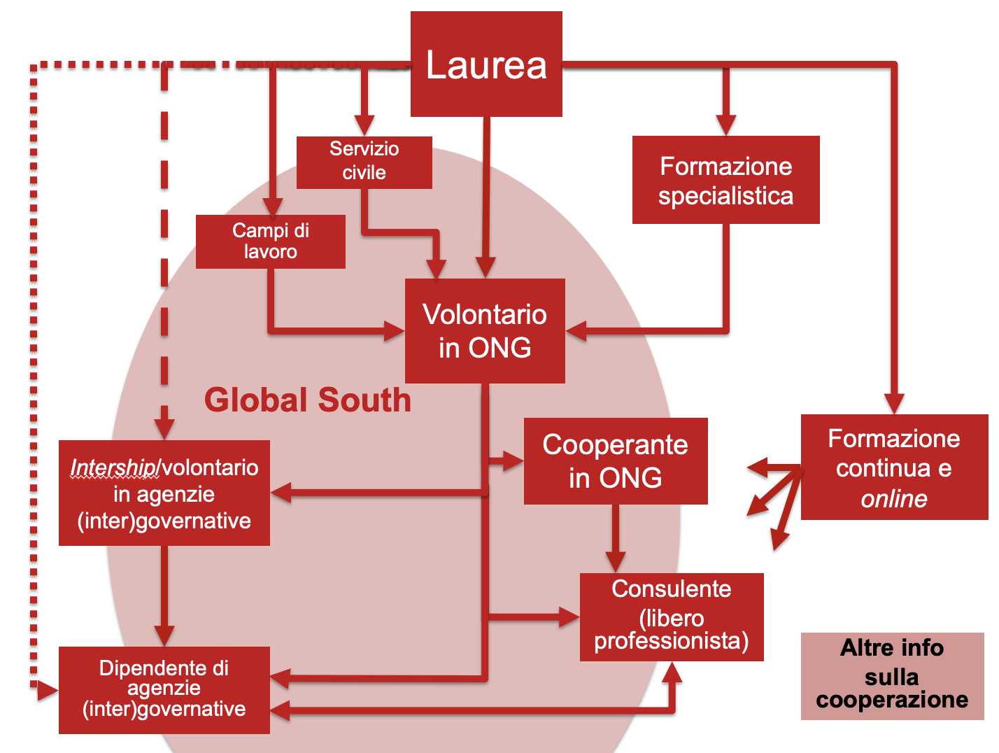 Laurea
Servizio
civile
Formazione
specialistica
Campi di
lavoro
Volontario
in ONG
Global South
Cooperante
in ONG
Formazione
continua e
online
Intership/volontario
in agenzie
(inter)governative
Consulente
(libero
professionista)
Dipendente di
agenzie
(inter)governative
Altre info
sulla
cooperazione